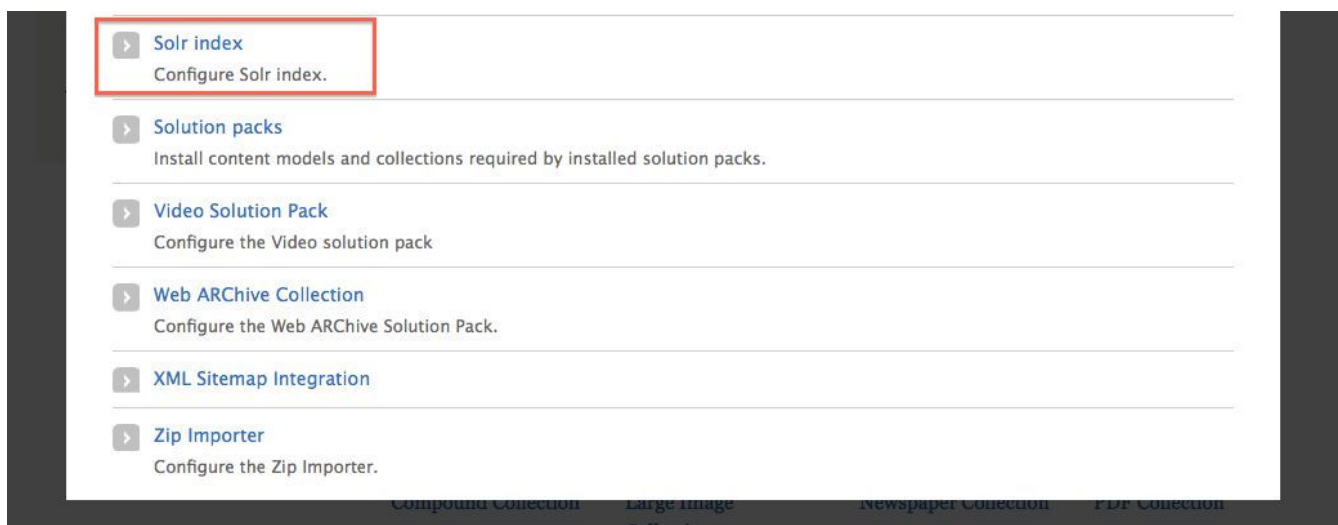 Solr index
Configure Solr index.
Solution packs
Install content models and collections required by installed solution packs.
Video Solution Pack
Configure the Video solution pack
Web ARChive Collection
Configure the Web ARChive Solution Pack.
XML Sitemap Integration
Zip Importer
Configure the Zip Importer.
Compound Collection Large Image Newspaper Collection PDF Collection